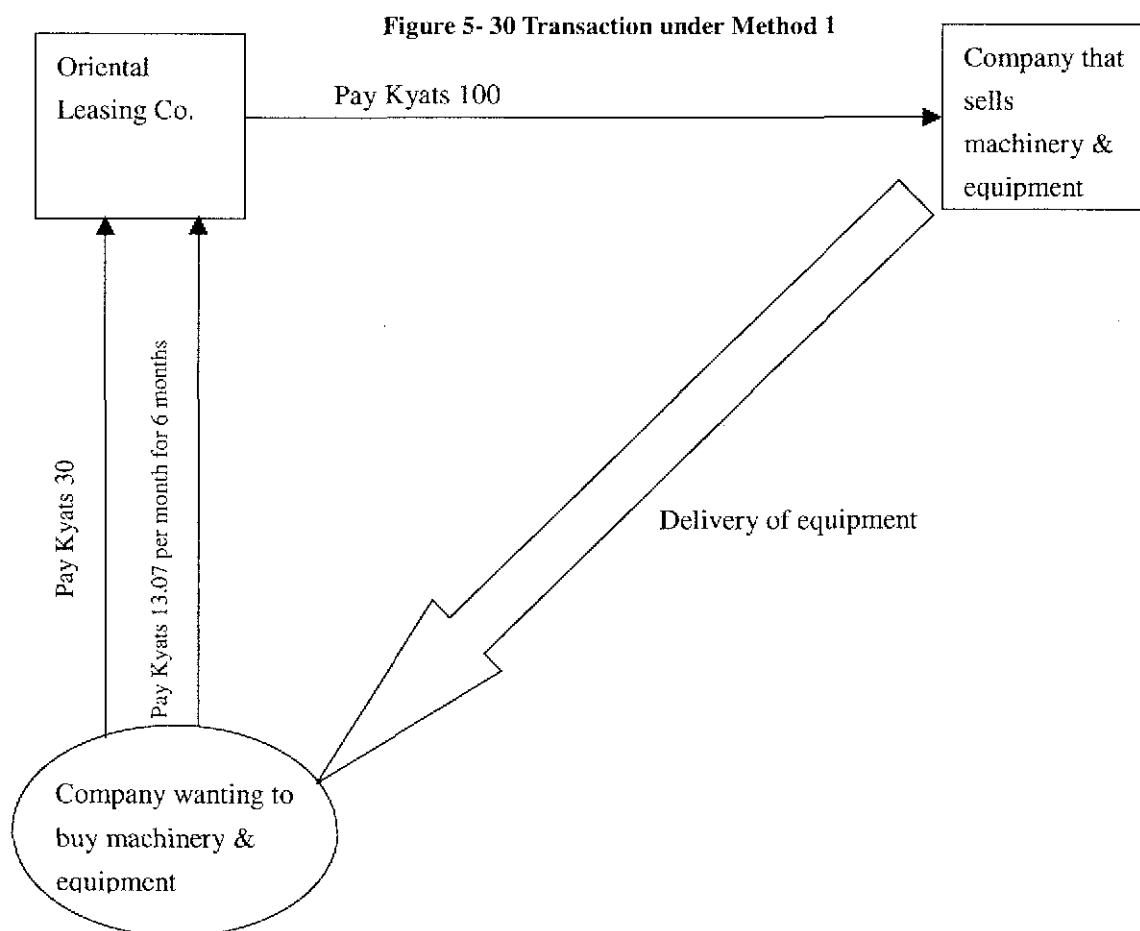 Figure 5- 30 Transaction under Method 1
Oriental
Leasing Co.
Pay Kyats 100
Company that
sells
machinery &
equipment
Pay Kyats 30
Pay Kyats 13.07 per month for 6 months
Delivery of equipment
Company wanting to
buy machinery &
equipment